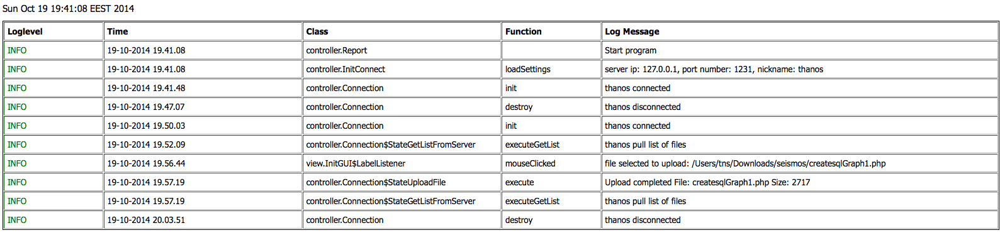 Sun Oct 19 19:41:08 EEST 2014
Loglevel Time Class Function Log Message
INFO 19-10-2014 19.41.08 controller.Report Start program
INFO 19-10-2014 19.41.08 controller.InitConnect loadSettings server ip: 127.0.0.1, port number: 1231, nickname: thanos
INFO 19-10-2014 19.41.48 controller.Connection init thanos connected
INFO 19-10-2014 19.47.07 controller.Connection destroy thanos disconnected
INFO 19-10-2014 19.50.03 controller.Connection init thanos connected
INFO 19-10-2014 19.52.09 controller.Connection$StateGetListFromServer executeGetList thanos pull list of files
INFO 19-10-2014 19.56.44 view.InitGUI$LabelListener mouseClicked file selected to upload: /Users/tns/Downloads/seismos/createsqlGraph1.php
INFO 19-10-2014 19.57.19 controller.Connection$StateUploadFile execute Upload completed File: createsqlGraph1.php Size: 2717
INFO 19-10-2014 19.57.19 controller.Connection$StateGetListFromServer executeGetList thanos pull list of files
INFO 19-10-2014 20.03.51 controller.Connection destroy thanos disconnected